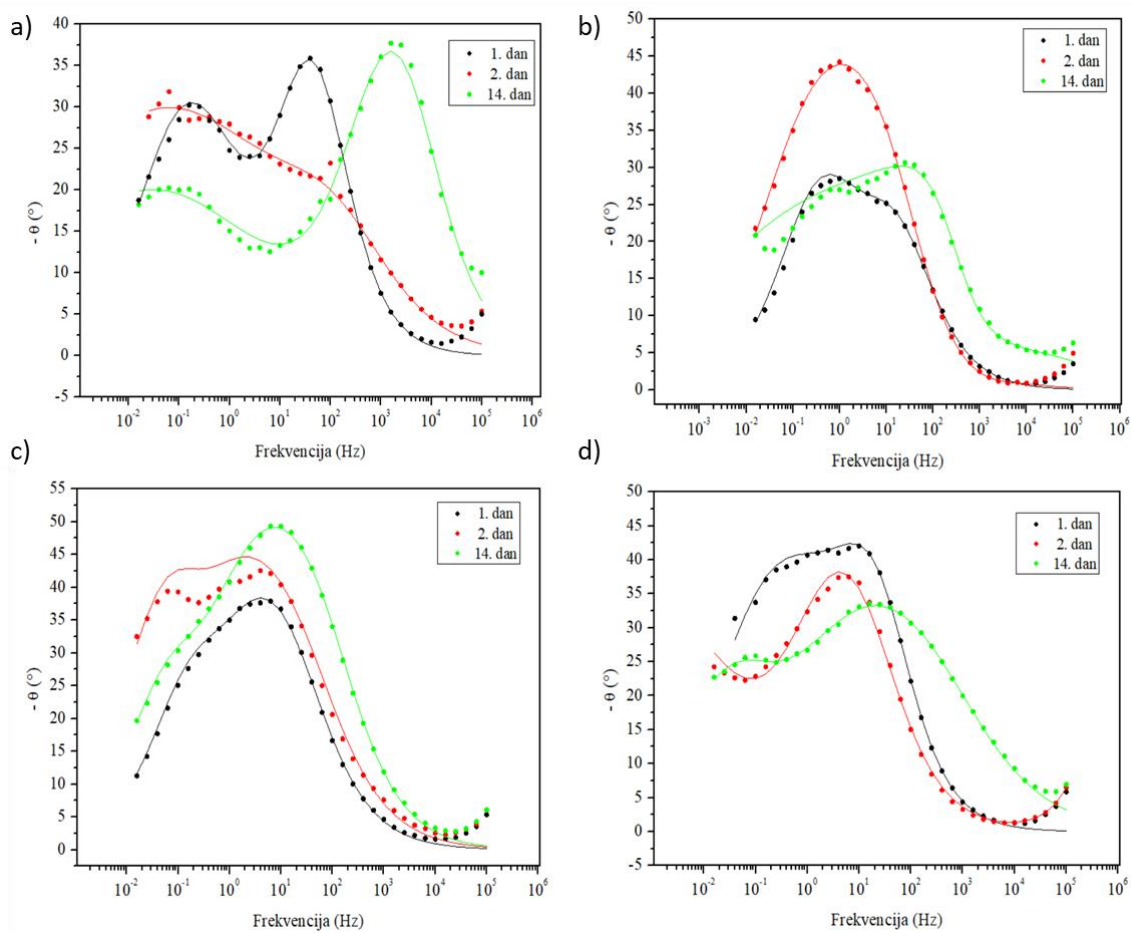 a)
40
35
30
25
20
15
10
5
0
-5
- θ (°)
1. dan
2. dan
14. dan
10-2 10-1 100 101 102 103 104 105 106
Frekvencija (Hz)
b)
50
45
40
35
30
25
20
15
10
5
0
- θ (°)
1. dan
2. dan
14. dan
10-3 10-2 10-1 100 101 102 103 104 105 106
Frekvencija (Hz)
c)
55
50
45
40
35
30
25
20
15
10
5
0
- θ (°)
1. dan
2. dan
14. dan
10-2 10-1 100 101 102 103 104 105 106
Frekvencija (Hz)
d)
50
45
40
35
30
25
20
15
10
5
0
-5
- θ (°)
1. dan
2. dan
14. dan
10-2 10-1 100 101 102 103 104 105 106
Frekvencija (Hz)